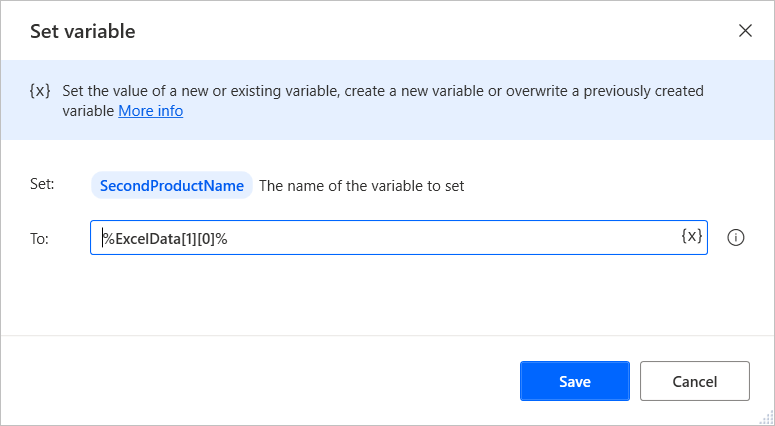 Set variable
{x} Set the value of a new or existing variable, create a new variable or overwrite a previously created
variable More info
Set: SecondProductName The name of the variable to set
To: %ExcelData[1][0]% {x}
Save Cancel